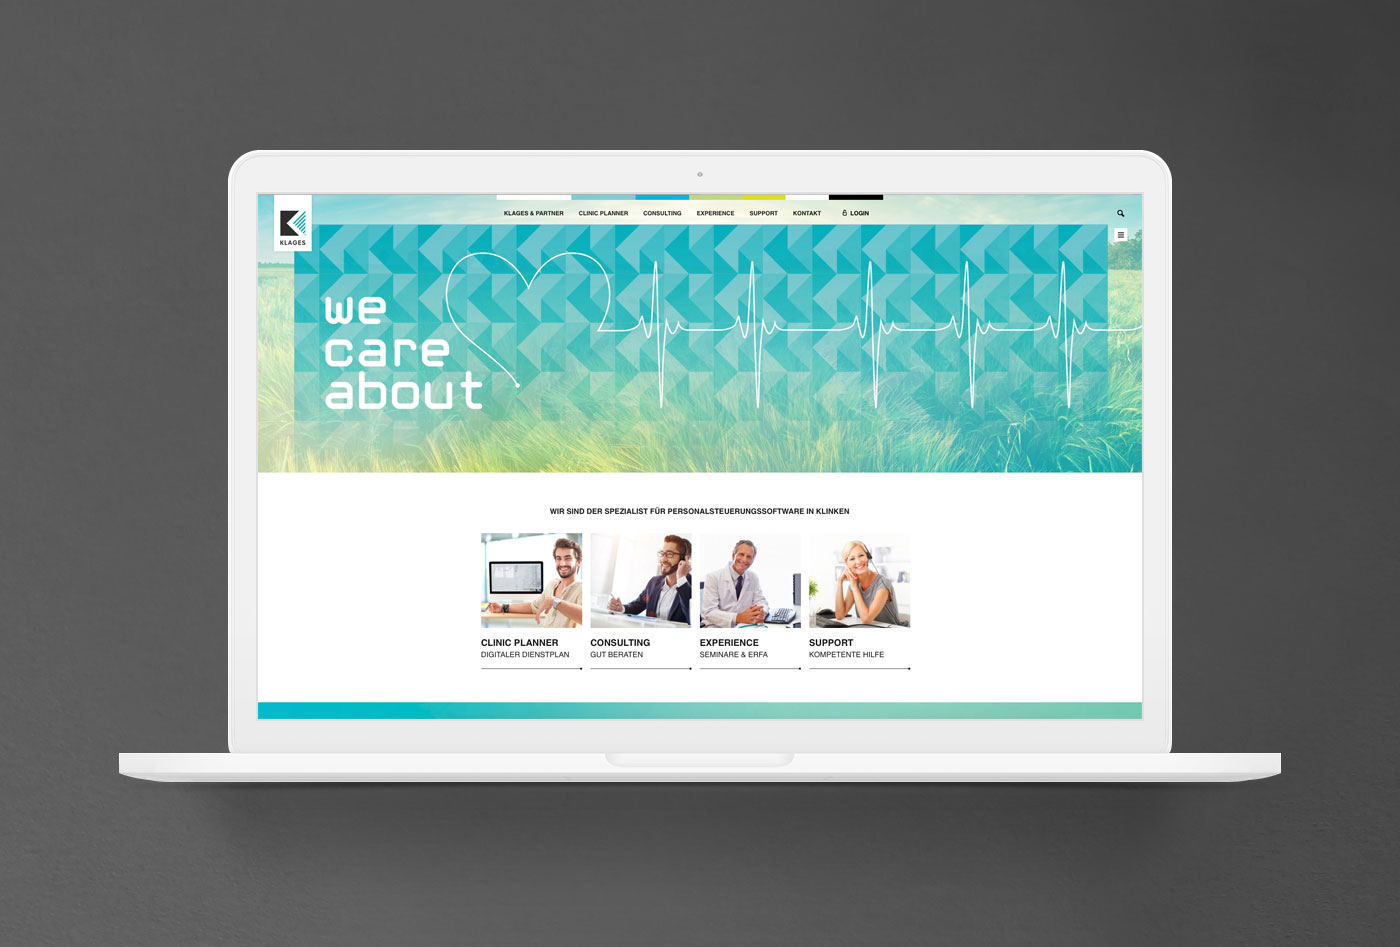 KLAGES
KLAGES & PARTNER CLINIC PLANNER CONSULTING EXPERIENCE SUPPORT KONTAKT LOGIN
we
care
about
WIR SIND DER SPEZIALIST FÜR PERSONALSTEUERUNGSSOFTWARE IN KLINKEN
CLINIC PLANNER
DIGITALER DIENSTPLAN
CONSULTING
GUT BERATEN
EXPERIENCE
SEMINARE & ERFA
SUPPORT
KOMPETENTE HILFE